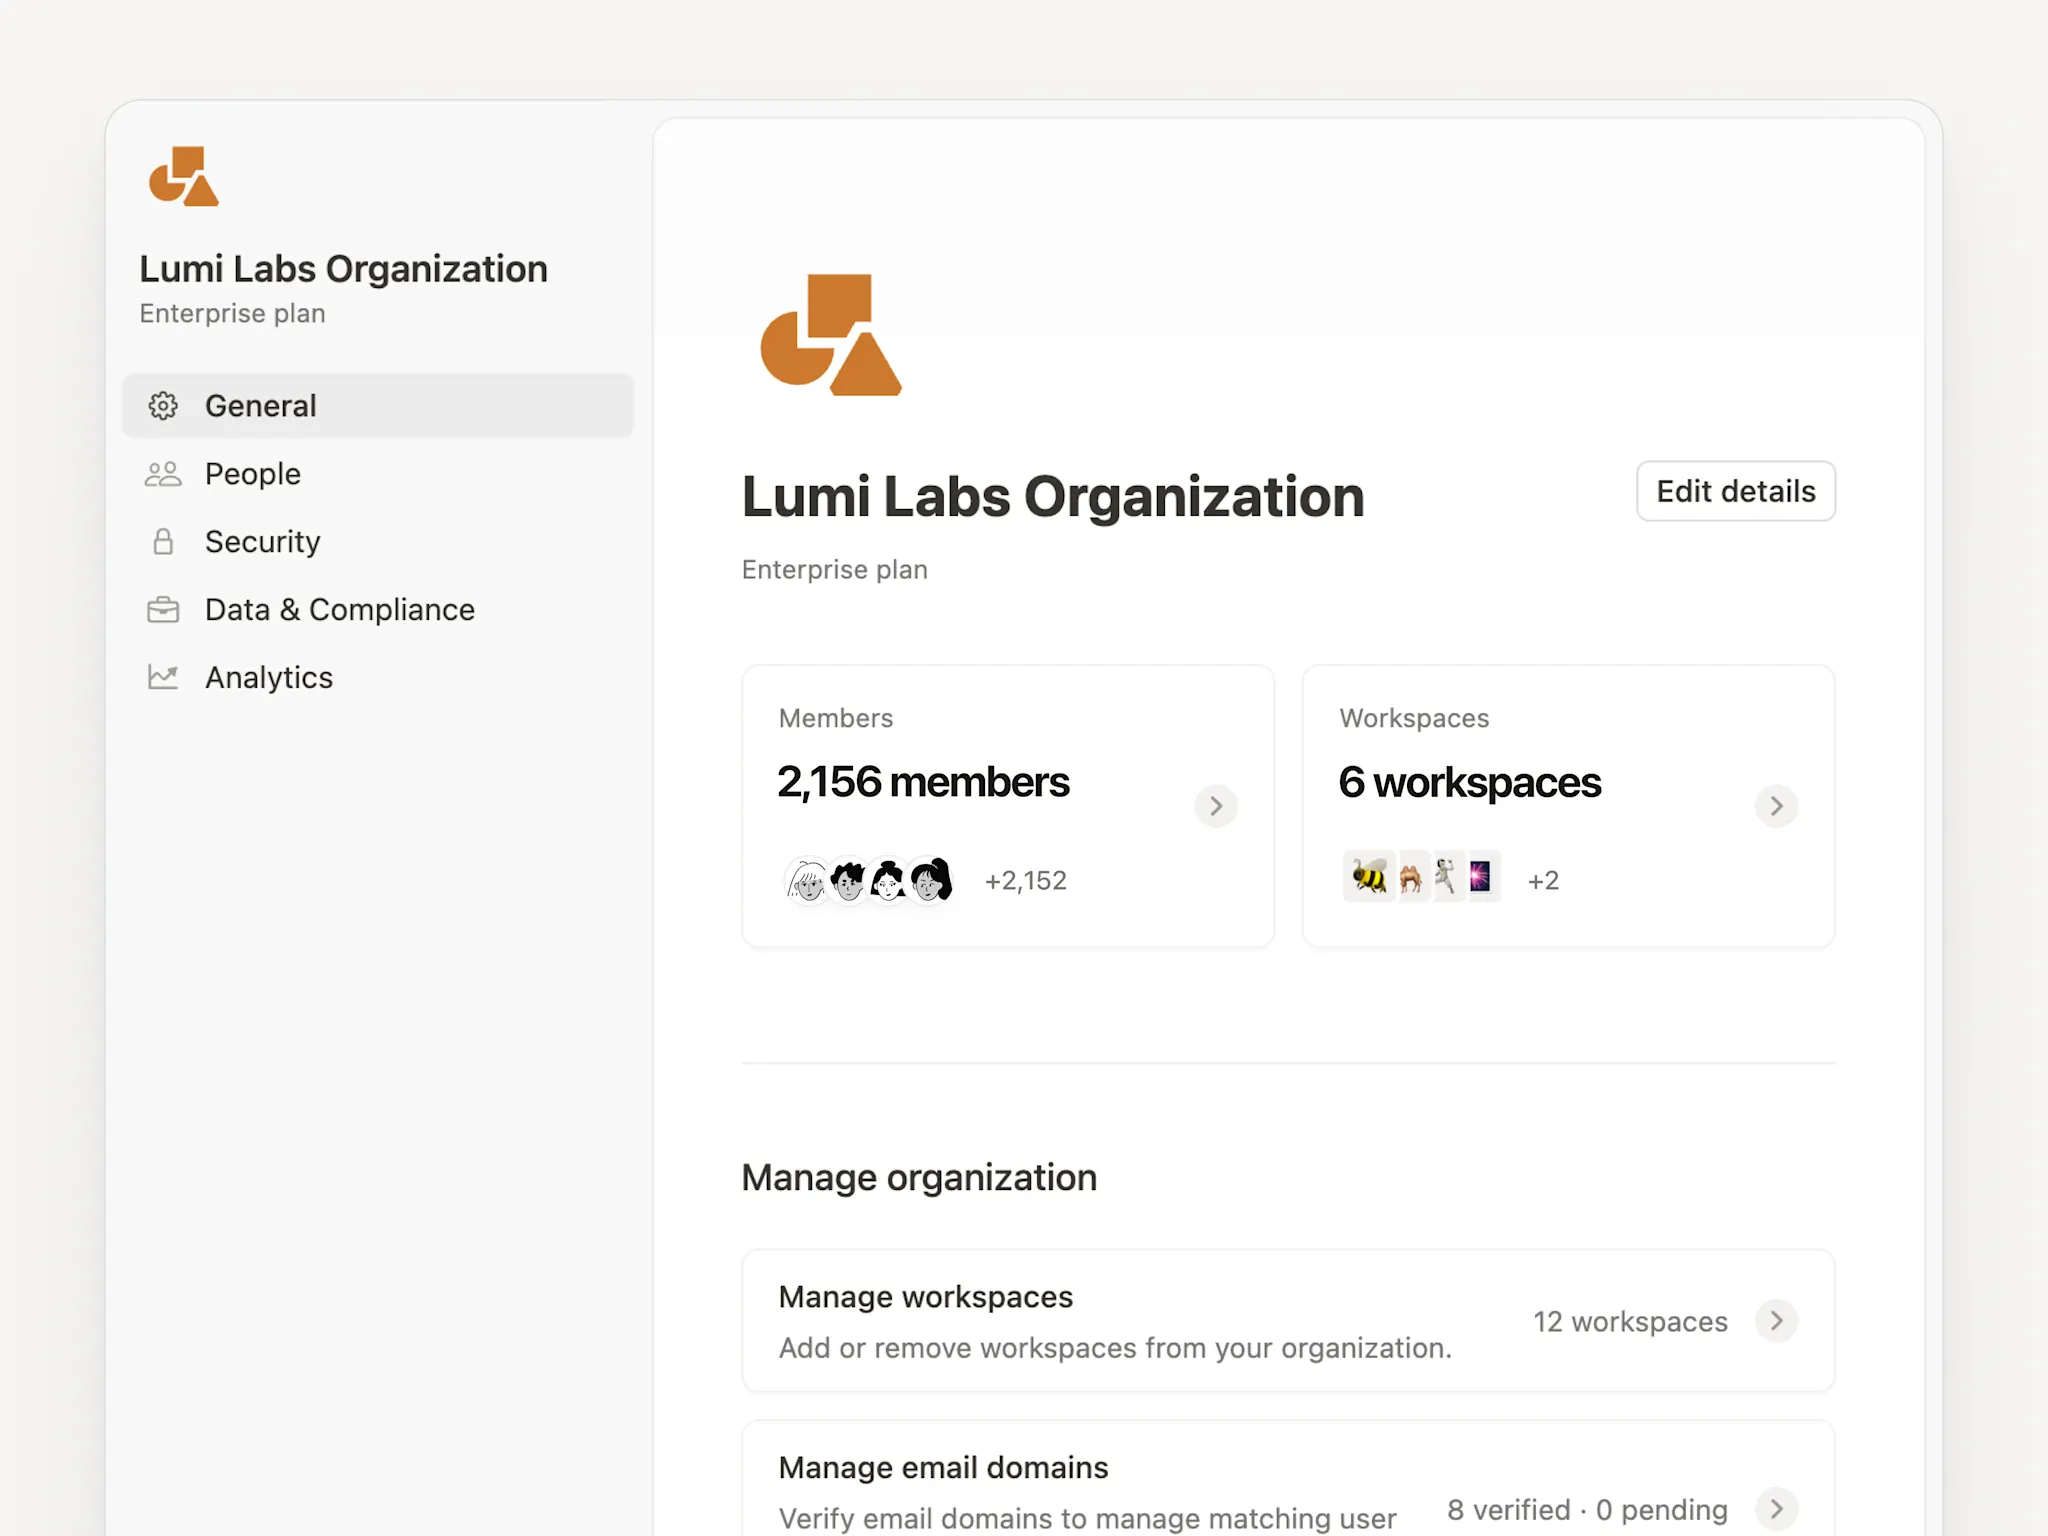 Lumi Labs Organization
Enterprise plan
General
People
Security
Data & Compliance
Analytics
Lumi Labs Organization
Edit details
Enterprise plan
Members
2,156 members
+2,152
Workspaces
6 workspaces
+2
Manage organization
Manage workspaces
Add or remove workspaces from your organization.
12 workspaces
Manage email domains
Verify email domains to manage matching user
8 verified · 0 pending